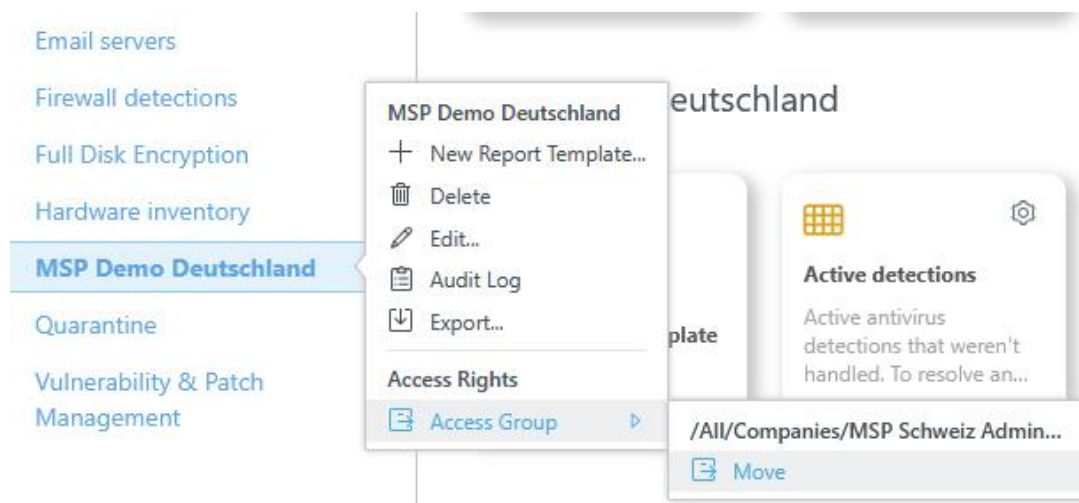 Email servers
Firewall detections
Full Disk Encryption
Hardware inventory
MSP Demo Deutschland
Quarantine
Vulnerability & Patch
Management
MSP Demo Deutschland
New Report Template...
Delete
Edit...
Audit Log
Export...
Access Rights
Access Group
/All/Companies/MSP Schweiz Admin...
Move
eutschland
plate
Active detections
Active antivirus
detections that weren't
handled. To resolve an...